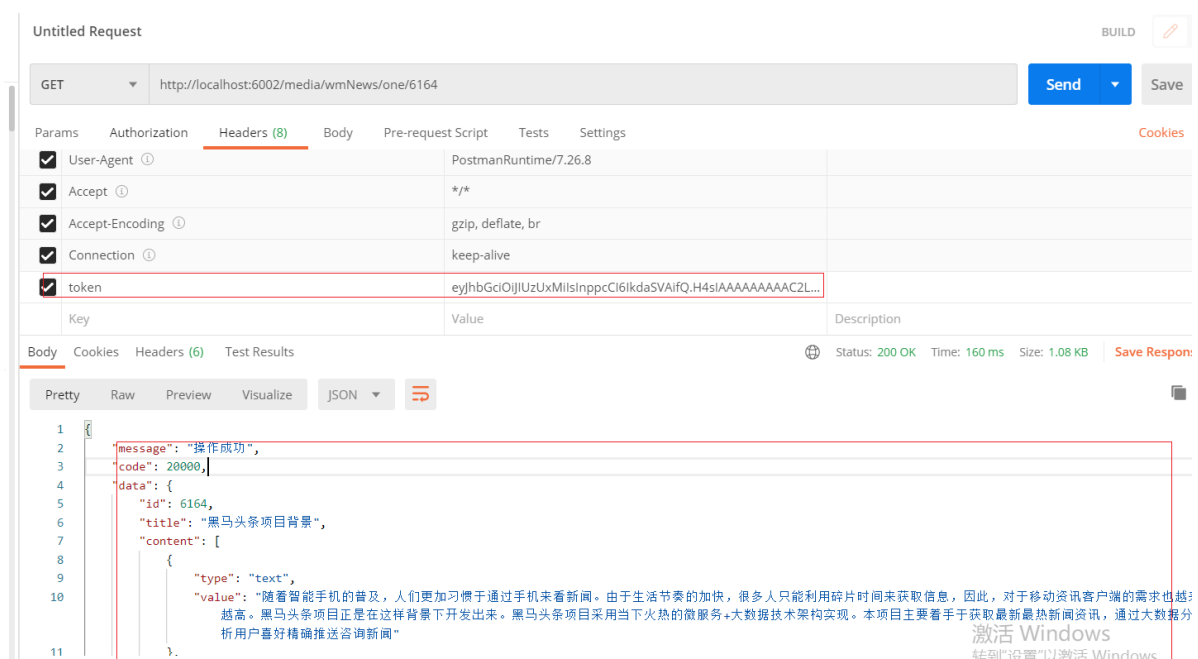 Untitled Request BUILD
GET http://localhost:6002/media/wmNews/one/6164 Send Save
Params Authorization Headers (8) Body Pre-request Script Tests Settings Cookies
User-Agent PostmanRuntime/7.26.8
Accept */*
Accept-Encoding gzip, deflate, br
Connection keep-alive
token eyJhbGciOiJIUzUxMiIsInppcCI6IkdaSVAifQ.H4sIAAAAAAAAAC2L...
Key Value Description
Body Cookies Headers (6) Test Results Status: 200 OK Time: 160 ms Size: 1.08 KB Save Respons
Pretty Raw Preview Visualize JSON
1 {
2 "message": "操作成功",
3 "code": 20000,
4 "data": {
5 "id": 6164,
6 "title": "黑马头条项目背景",
7 "content": [
8 {
9 "type": "text",
10 "value": "随着智能手机的普及，人们更加习惯于通过手机来看新闻。由于生活节奏的加快，很多人只能利用碎片时间来获取信息，因此，对于移动资讯客户端的需求也越来
越高。黑马头条项目正是在这样背景下开发出来。黑马头条项目采用当下火热的微服务+大数据技术架构实现。本项目主要着手于获取最新最热新闻资讯，通过大数据分
析用户喜好精确推送咨询新闻"
激活 Windows
11 },
转到"设置"以激活 Windows